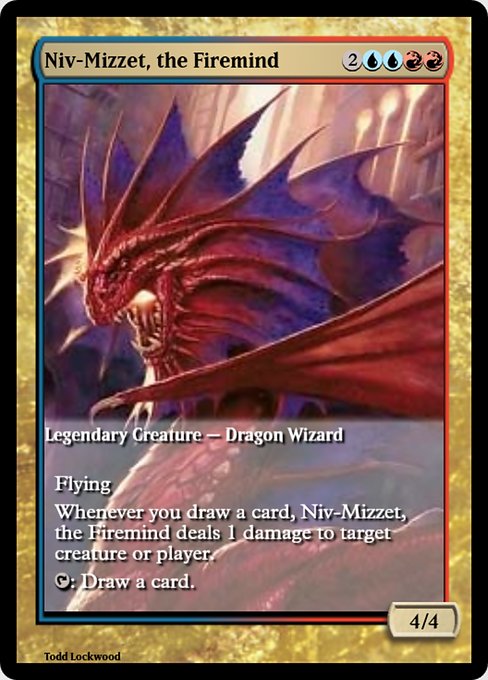 Niv-Mizzet, the Firemind 2
Legendary Creature — Dragon Wizard
Flying
Whenever you draw a card, Niv-Mizzet,
the Firemind deals 1 damage to target
creature or player.
: Draw a card.
4/4
Todd Lockwood